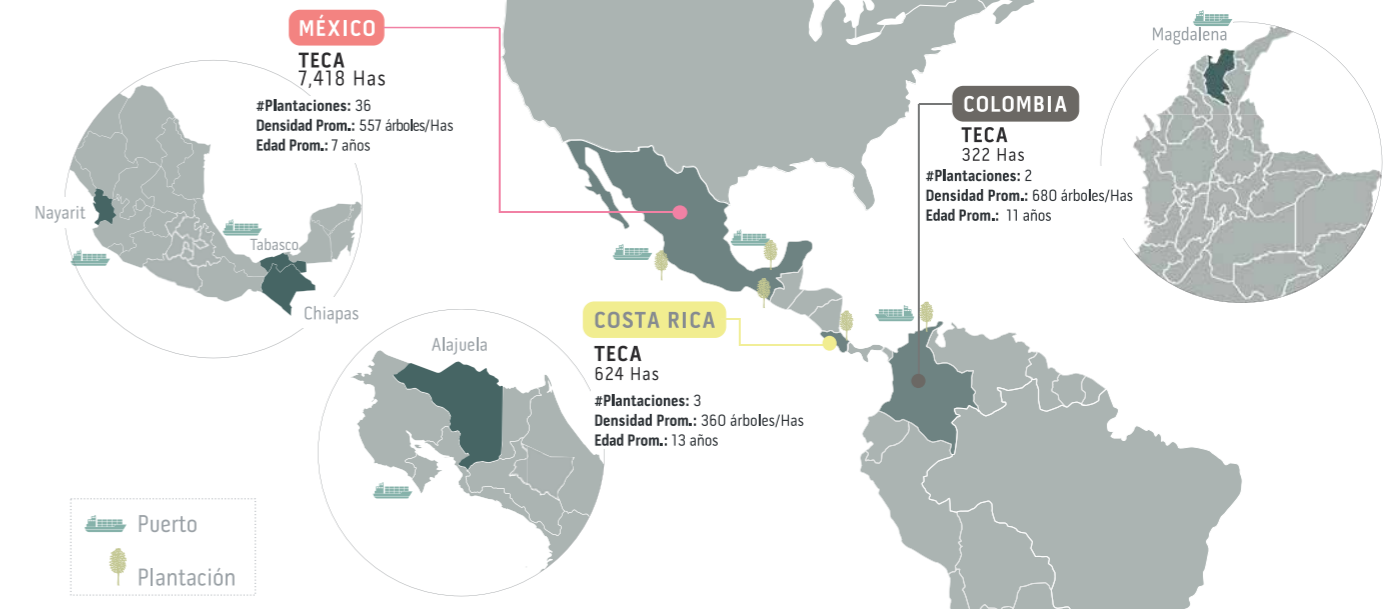 MÉXICO
TECA
7,418 Has
#Plantaciones: 36
Densidad Prom.: 557 árboles/Has
Edad Prom.: 7 años
Nayarit
Tabasco
Chiapas
COLOMBIA
TECA
322 Has
#Plantaciones: 2
Densidad Prom.: 680 árboles/Has
Edad Prom.: 11 años
Magdalena
COSTA RICA
TECA
624 Has
#Plantaciones: 3
Densidad Prom.: 360 árboles/Has
Edad Prom.: 13 años
Alajuela
Puerto
Plantación